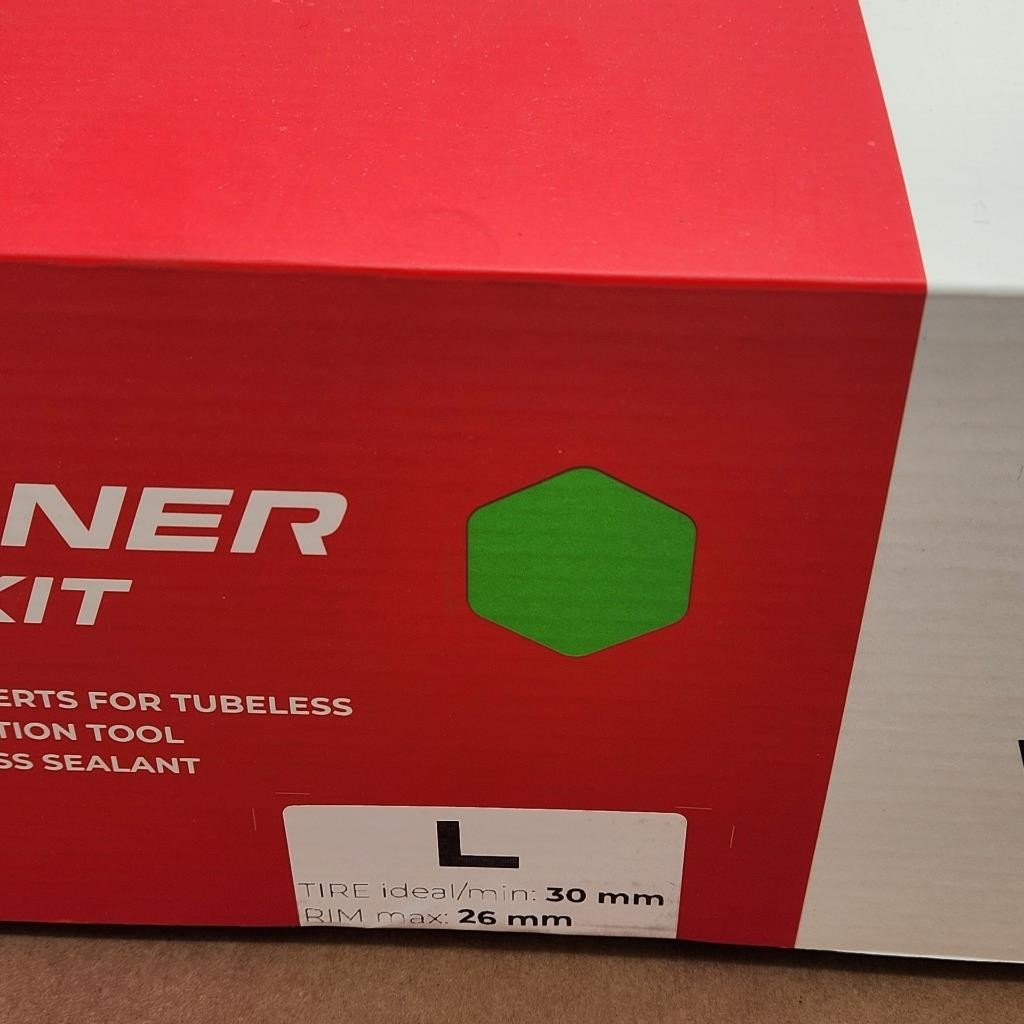 NER
KIT
ERTS FOR TUBELESS
TION TOOL
SS SEALANT
L
TIRE ideal/min: 30 mm
RIM max: 26 mm